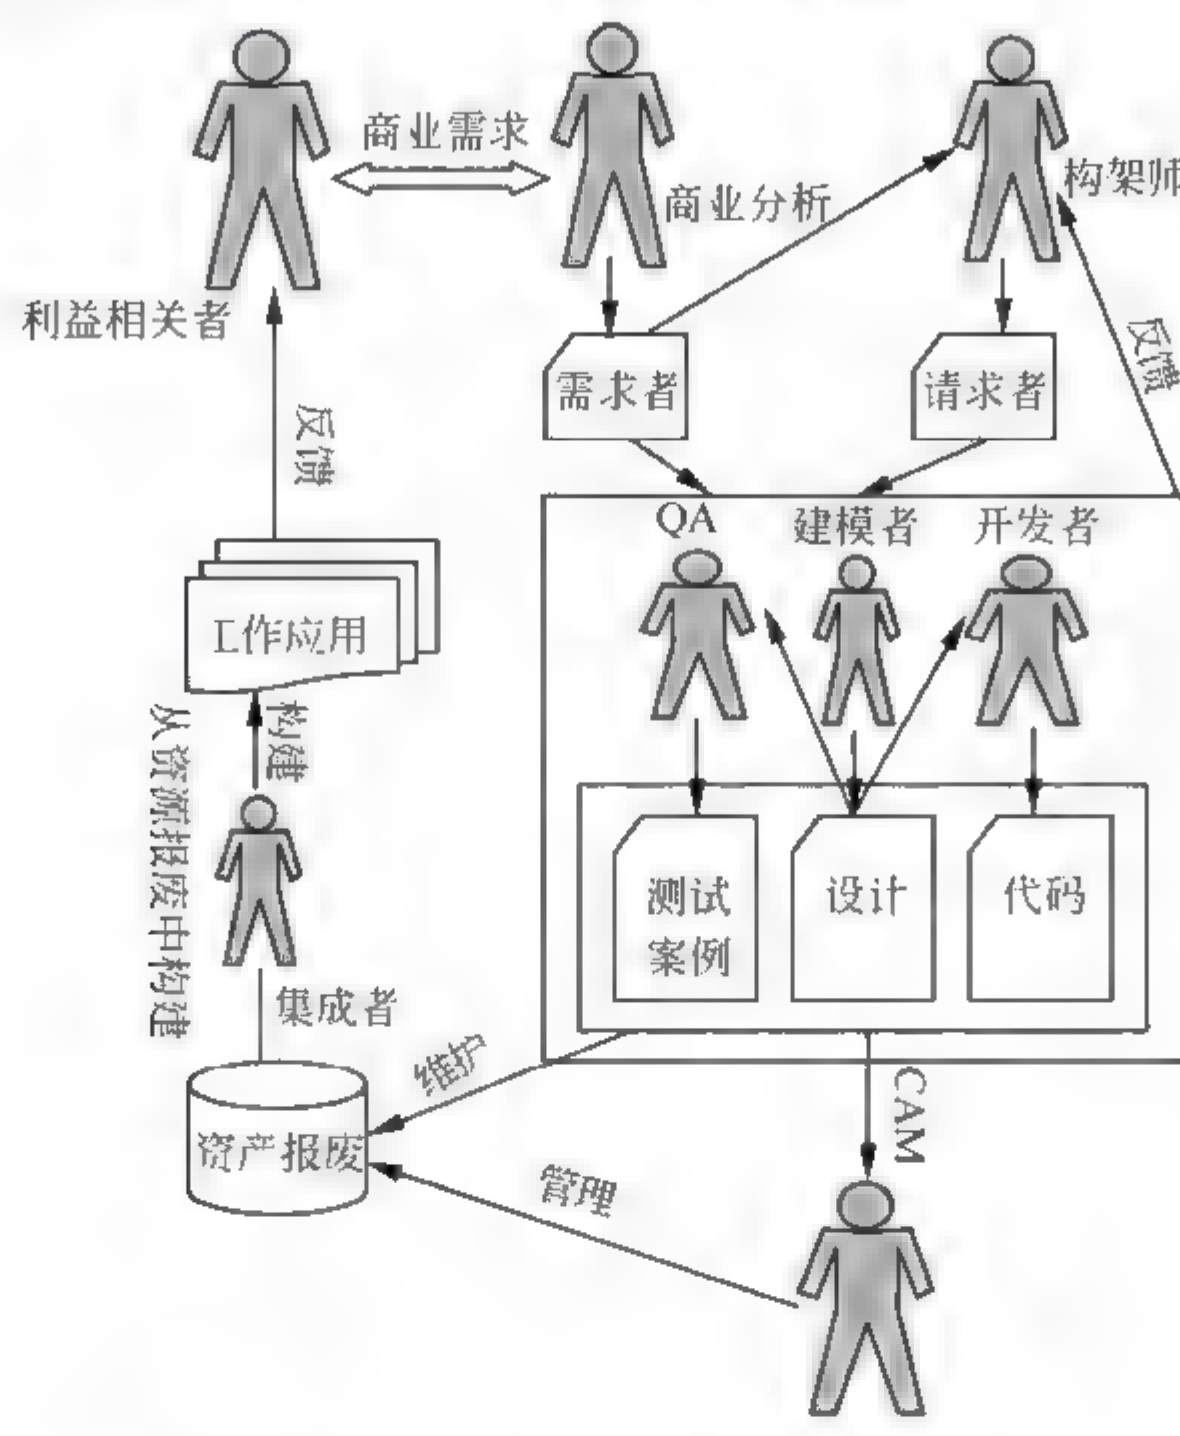 商业需求
商业分析
构架师
利益相关者
反馈
需求者
请求者
反馈
QA
建模者
开发者
工作应用
构建
从资源报废中构建
测试
案例
设计
代码
集成者
维护
CAM
资产报废
管理